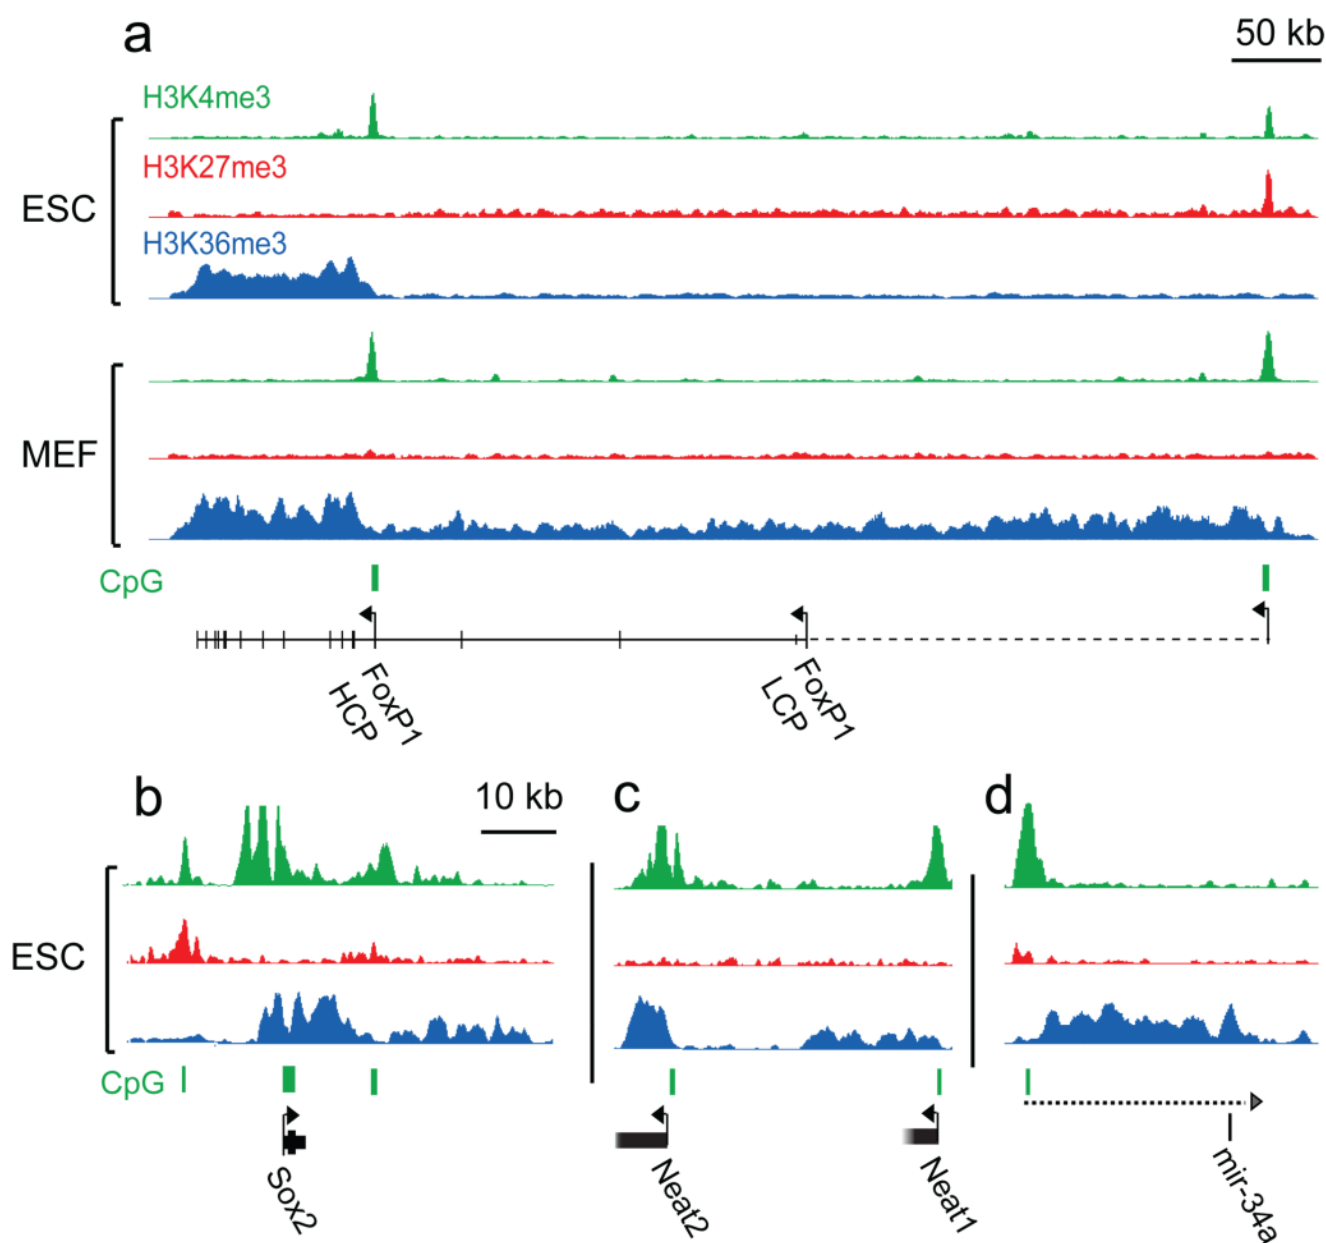 a
50 kb
H3K4me3
H3K27me3
ESC
H3K36me3
MEF
CpG
FoxP1
HCP
FoxP1
LCP
b
10 kb
c
d
ESC
CpG
Sox2
Neat2
Neat1
mir-34a